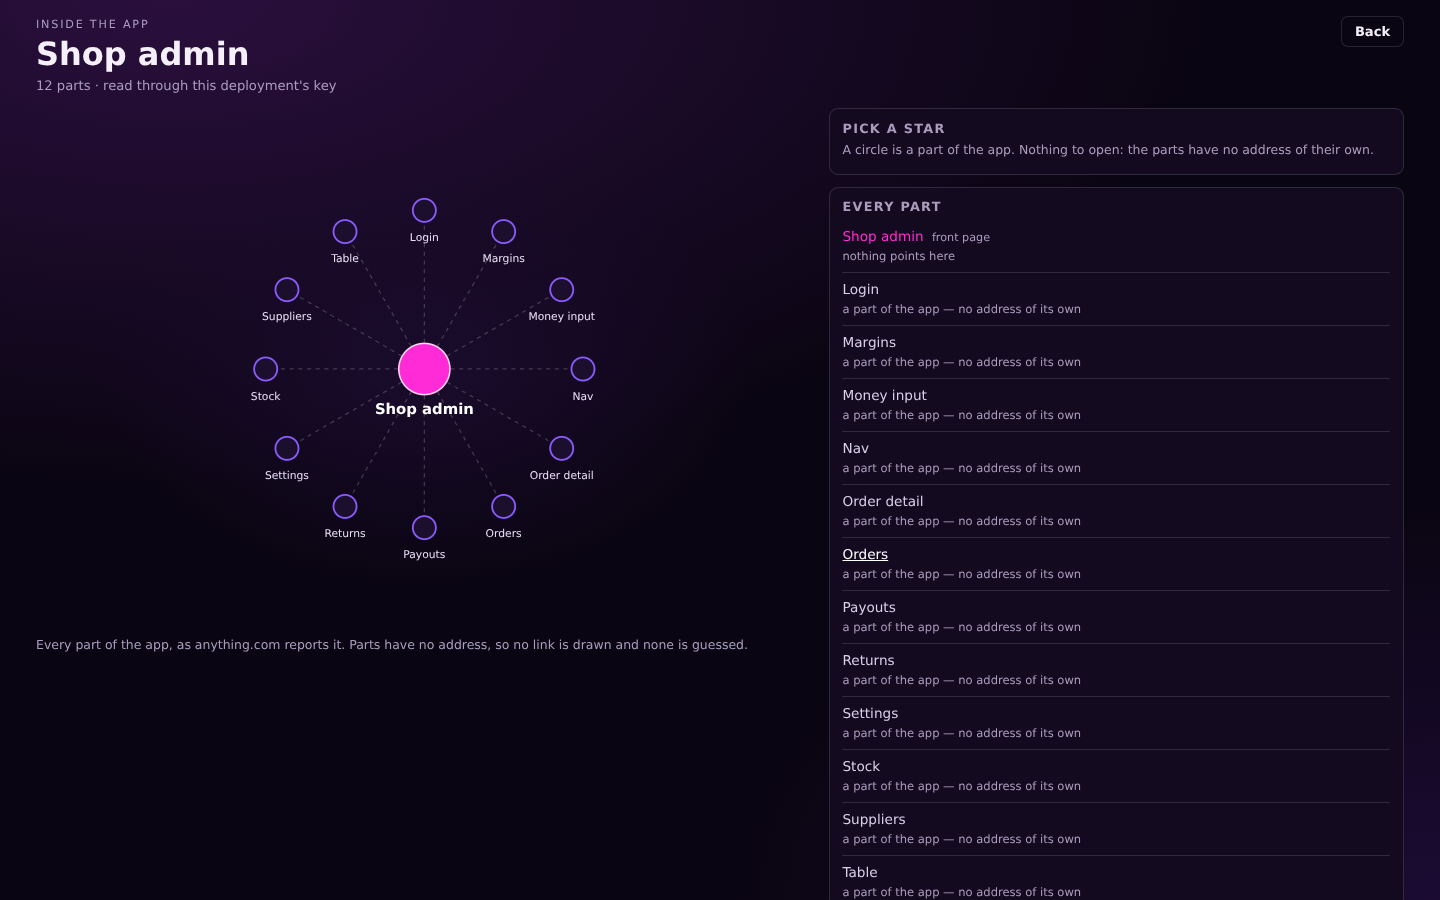 INSIDE THE APP
Shop admin
12 parts · read through this deployment's key
Back
Login
Table
Margins
Suppliers
Money input
Stock
Nav
Shop admin
Settings
Order detail
Returns
Orders
Payouts
Every part of the app, as anything.com reports it. Parts have no address, so no link is drawn and none is guessed.
PICK A STAR
A circle is a part of the app. Nothing to open: the parts have no address of their own.
EVERY PART
Shop admin front page
nothing points here
Login
a part of the app — no address of its own
Margins
a part of the app — no address of its own
Money input
a part of the app — no address of its own
Nav
a part of the app — no address of its own
Order detail
a part of the app — no address of its own
Orders
a part of the app — no address of its own
Payouts
a part of the app — no address of its own
Returns
a part of the app — no address of its own
Settings
a part of the app — no address of its own
Stock
a part of the app — no address of its own
Suppliers
a part of the app — no address of its own
Table
a part of the app — no address of its own